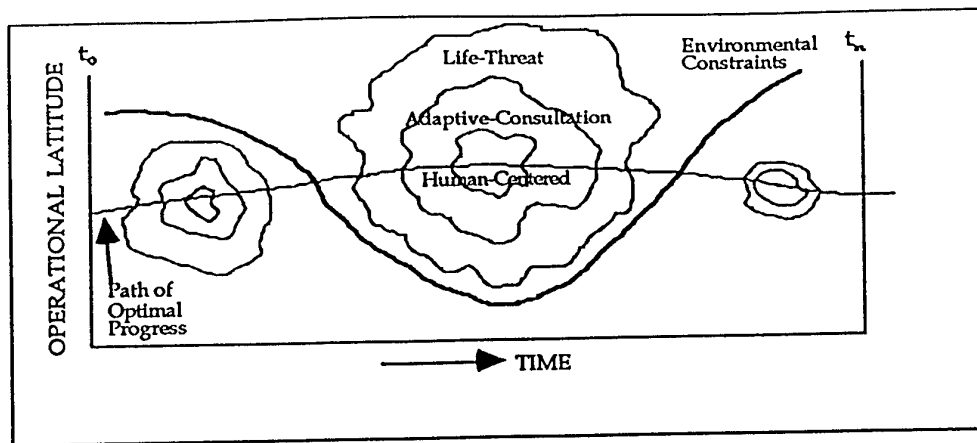 t₀
Life-Threat
Environmental
Constraints
tₙ
OPERATIONAL LATITUDE
Adaptive-Consultation
Human-Centered
Path of
Optimal
Progress
TIME